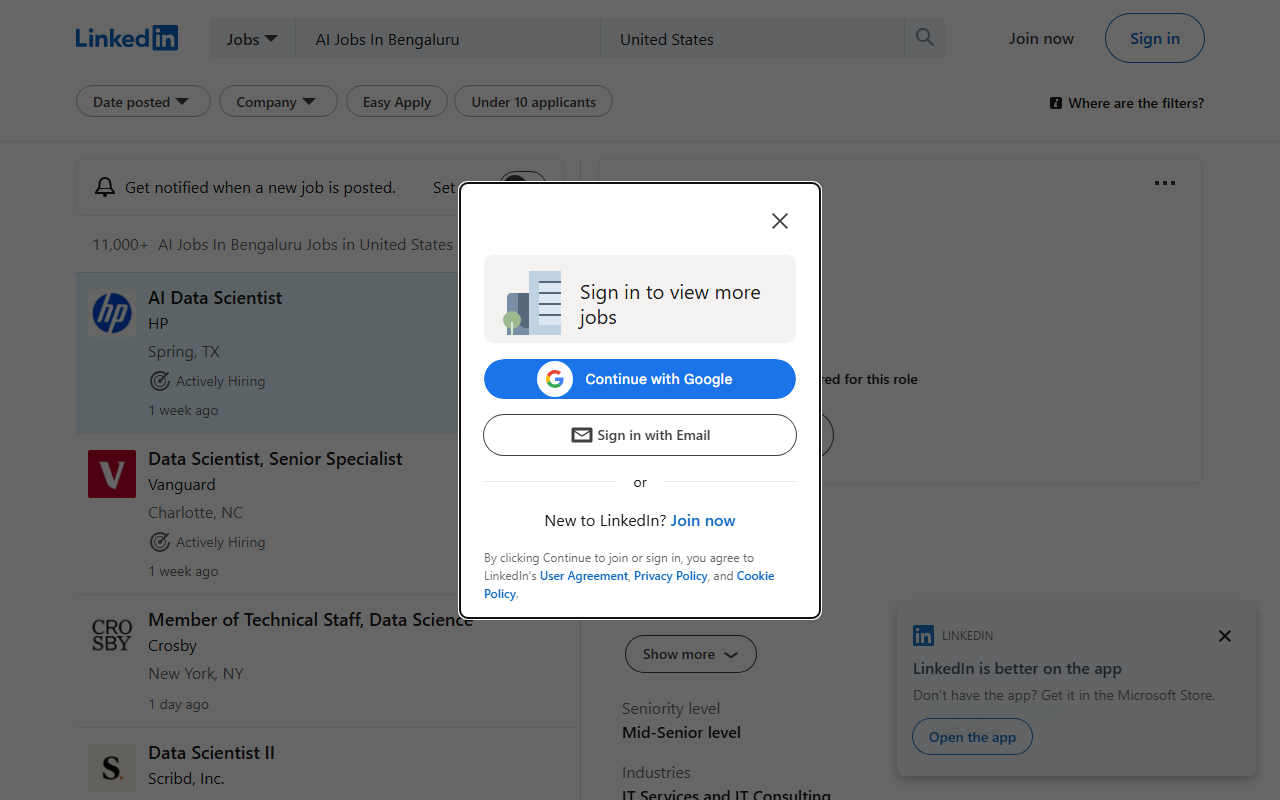 Linked in
Jobs
AI Jobs In Bengaluru
United States
Join now
Sign in
Date posted
Company
Easy Apply
Under 10 applicants
Where are the filters?
Get notified when a new job is posted.
Set
11,000+ AI Jobs In Bengaluru Jobs in United States
AI Data Scientist
HP
Spring, TX
Actively Hiring
1 week ago
Data Scientist, Senior Specialist
Vanguard
Charlotte, NC
Actively Hiring
1 week ago
CROSBY
Member of Technical Staff, Data Science
Crosby
New York, NY
1 day ago
S.
Data Scientist II
Scribd, Inc.
Sign in to view more
jobs
Continue with Google
Sign in with Email
or
New to LinkedIn? Join now
By clicking Continue to join or sign in, you agree to
LinkedIn's User Agreement, Privacy Policy, and Cookie
Policy.
red for this role
Show more
Seniority level
Mid-Senior level
Industries
IT Services and IT Consulting
LINKEDIN
LinkedIn is better on the app
Don't have the app? Get it in the Microsoft Store.
Open the app